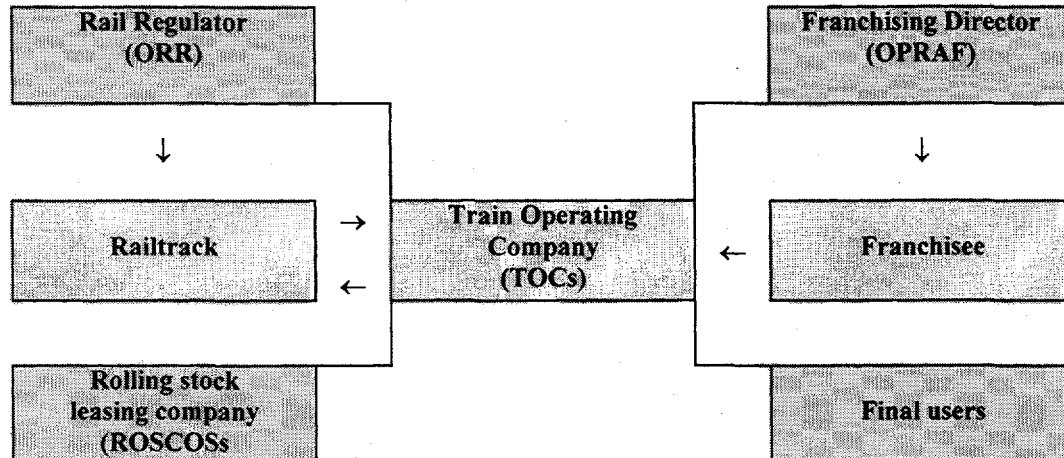 Rail Regulator
(ORR)
Franchising Director
(OPRAF)
↓
↓
Railtrack
→
←
Train Operating
Company
(TOCs)
←
Franchisee
Rolling stock
leasing company
(ROSCOSs
Final users